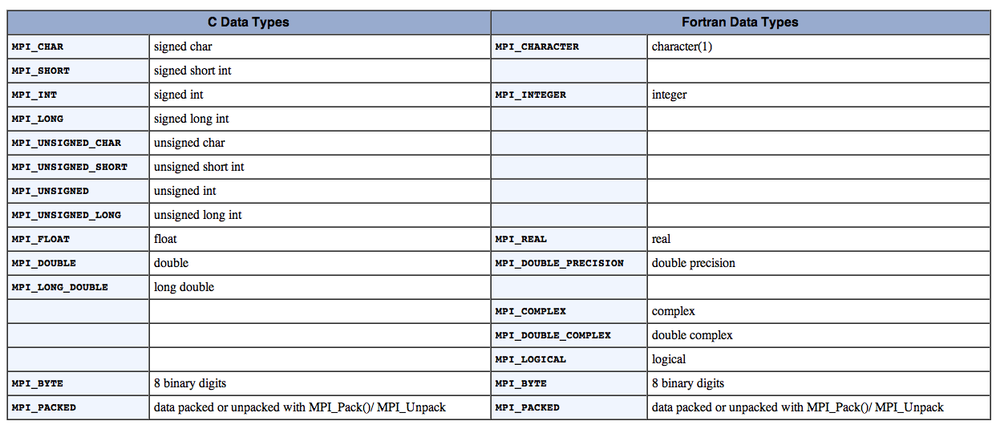 C Data Types Fortran Data Types
MPI_CHAR signed char MPI_CHARACTER character(1)
MPI_SHORT signed short int
MPI_INT signed int MPI_INTEGER integer
MPI_LONG signed long int
MPI_UNSIGNED_CHAR unsigned char
MPI_UNSIGNED_SHORT unsigned short int
MPI_UNSIGNED unsigned int
MPI_UNSIGNED_LONG unsigned long int
MPI_FLOAT float MPI_REAL real
MPI_DOUBLE double MPI_DOUBLE_PRECISION double precision
MPI_LONG_DOUBLE long double
MPI_COMPLEX complex
MPI_DOUBLE_COMPLEX double complex
MPI_LOGICAL logical
MPI_BYTE 8 binary digits MPI_BYTE 8 binary digits
MPI_PACKED data packed or unpacked with MPI_Pack()/ MPI_Unpack MPI_PACKED data packed or unpacked with MPI_Pack()/ MPI_Unpack